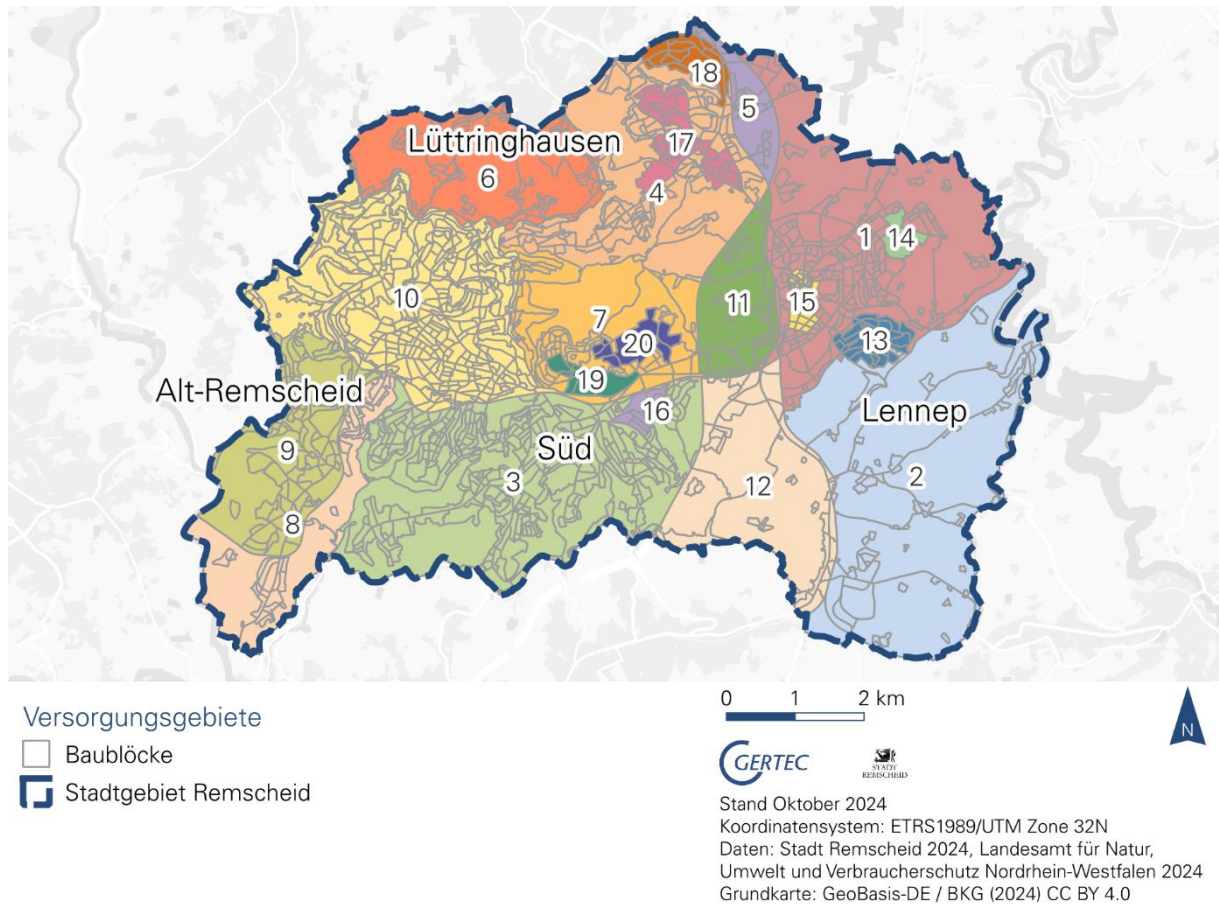 18
5
Lüttringhausen
17
6
4
1
14
10
11
15
7
20
13
19
Alt-Remscheid
16
Lennep
Süd
9
3
12
2
8
Versorgungsgebiete
Baublöcke
Stadtgebiet Remscheid
0 1 2 km
N
GERTEC
STADT
REMSCHEID
Stand Oktober 2024
Koordinatensystem: ETRS1989/UTM Zone 32N
Daten: Stadt Remscheid 2024, Landesamt für Natur,
Umwelt und Verbraucherschutz Nordrhein-Westfalen 2024
Grundkarte: GeoBasis-DE / BKG (2024) CC BY 4.0